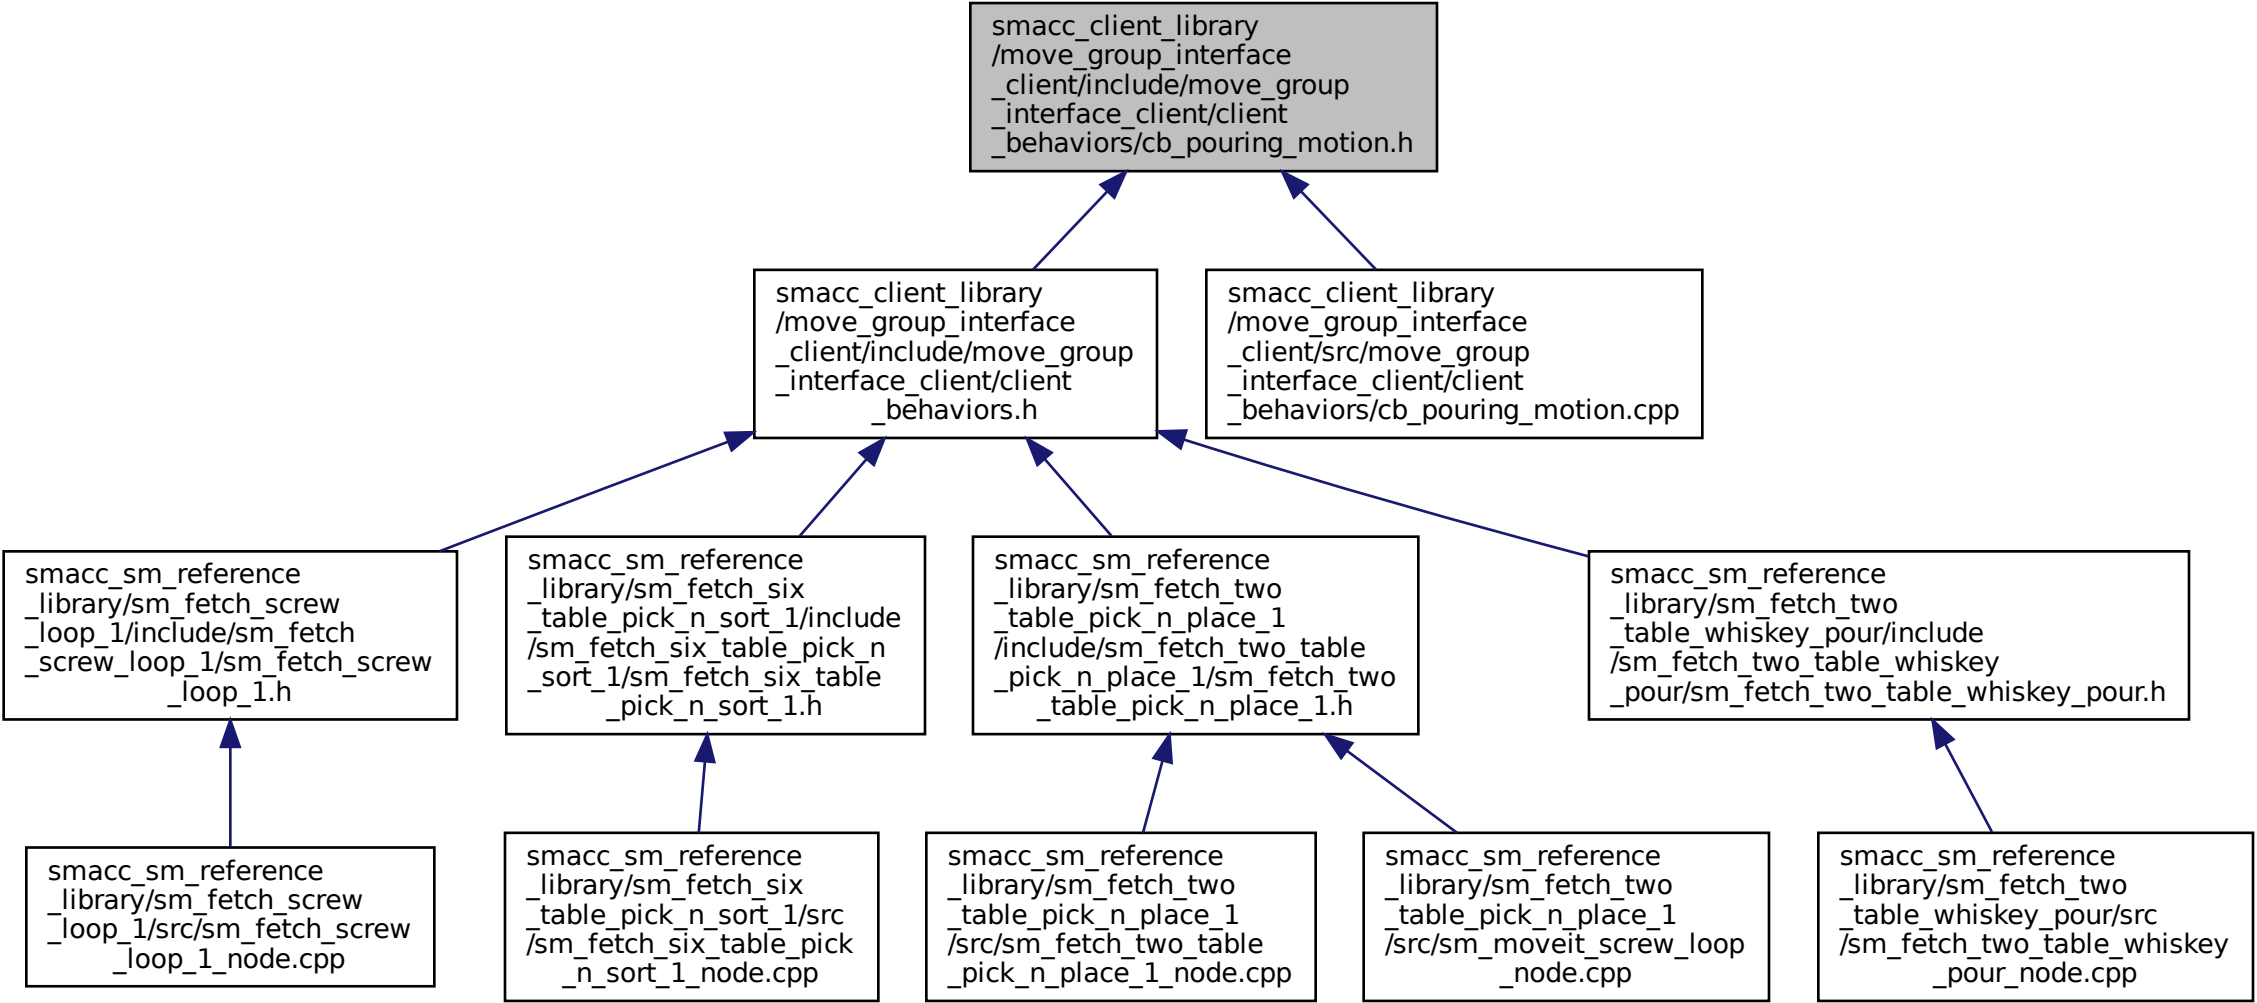 smacc_client_library
/move_group_interface
_client/include/move_group
_interface_client/client
_behaviors/cb_pouring_motion.h
smacc_client_library
/move_group_interface
_client/include/move_group
_interface_client/client
_behaviors.h
smacc_client_library
/move_group_interface
_client/src/move_group
_interface_client/client
_behaviors/cb_pouring_motion.cpp
smacc_sm_reference
_library/sm_fetch_screw
_loop_1/include/sm_fetch
_screw_loop_1/sm_fetch_screw
_loop_1.h
smacc_sm_reference
_library/sm_fetch_six
_table_pick_n_sort_1/include
/sm_fetch_six_table_pick_n
_sort_1/sm_fetch_six_table
_pick_n_sort_1.h
smacc_sm_reference
_library/sm_fetch_two
_table_pick_n_place_1
/include/sm_fetch_two_table
_pick_n_place_1/sm_fetch_two
_table_pick_n_place_1.h
smacc_sm_reference
_library/sm_fetch_two
_table_whiskey_pour/include
/sm_fetch_two_table_whiskey
_pour/sm_fetch_two_table_whiskey_pour.h
smacc_sm_reference
_library/sm_fetch_screw
_loop_1/src/sm_fetch_screw
_loop_1_node.cpp
smacc_sm_reference
_library/sm_fetch_six
_table_pick_n_sort_1/src
/sm_fetch_six_table_pick
_n_sort_1_node.cpp
smacc_sm_reference
_library/sm_fetch_two
_table_pick_n_place_1
/src/sm_fetch_two_table
_pick_n_place_1_node.cpp
smacc_sm_reference
_library/sm_fetch_two
_table_pick_n_place_1
/src/sm_moveit_screw_loop
_node.cpp
smacc_sm_reference
_library/sm_fetch_two
_table_whiskey_pour/src
/sm_fetch_two_table_whiskey
_pour_node.cpp